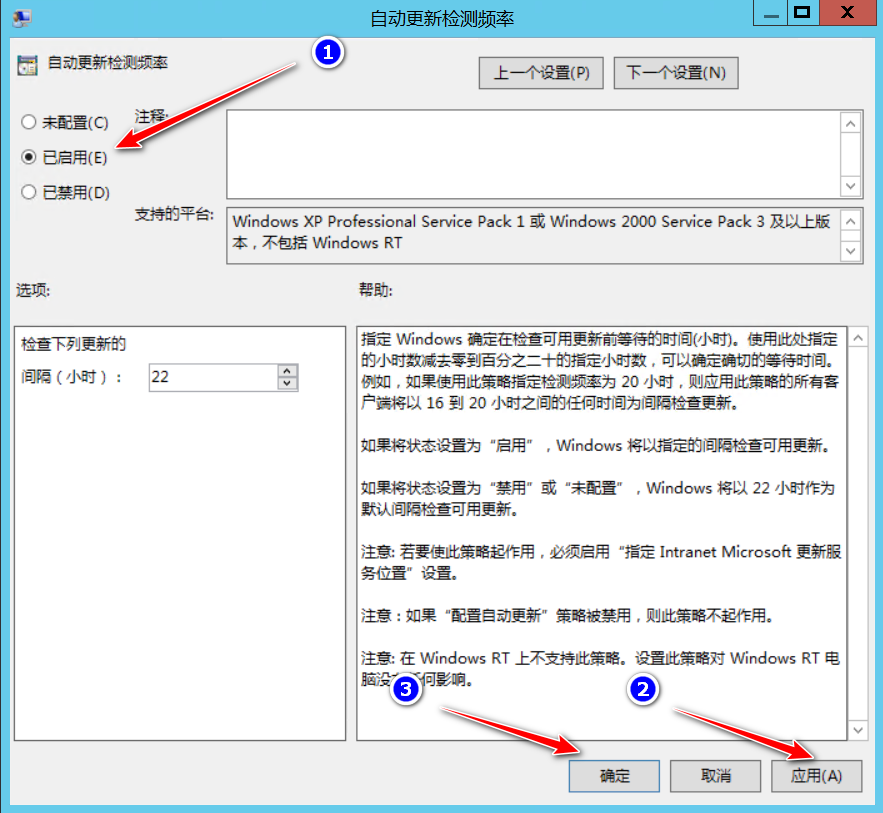 自动更新检测频率
自动更新检测频率
1
上一个设置(P)
下一个设置(N)
未配置(C)
注释:
已启用(E)
已禁用(D)
支持的平台:
Windows XP Professional Service Pack 1 或 Windows 2000 Service Pack 3 及以上版
本，不包括 Windows RT
选项:
帮助:
检查下列更新的
间隔（小时）：
22
指定 Windows 确定在检查可用更新前等待的时间(小时)。使用此处指定
的小时数减去零到百分之二十的指定小时数，可以确定确切的等待时间。
例如，如果使用此策略指定检测频率为 20 小时，则应用此策略的所有客
户端将以 16 到 20 小时之间的任何时间为间隔检查更新。
如果将状态设置为“启用”，Windows 将以指定的间隔检查可用更新。
如果将状态设置为“禁用”或“未配置”，Windows 将以 22 小时作为
默认间隔检查可用更新。
注意: 若要使此策略起作用，必须启用“指定 Intranet Microsoft 更新服
务位置”设置。
注意：如果“配置自动更新”策略被禁用，则此策略不起作用。
注意: 在 Windows RT 上不支持此策略。设置此策略对 Windows RT 电
脑没有任何影响。
3
2
确定
取消
应用(A)